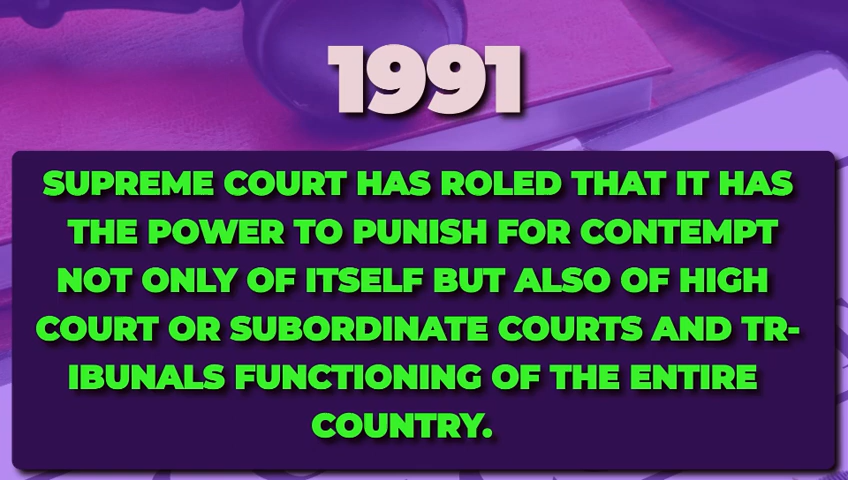 1991
SUPREME COURT HAS ROLED THAT IT HAS
THE POWER TO PUNISH FOR CONTEMPT
NOT ONLY OF ITSELF BUT ALSO OF HIGH
COURT OR SUBORDINATE COURTS AND TR-
IBUNALS FUNCTIONING OF THE ENTIRE
COUNTRY.